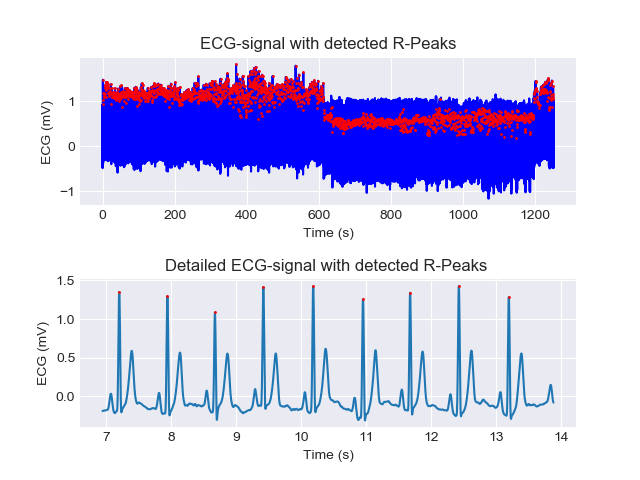 ECG-signal with detected R-Peaks
ECG (mV)
1
0
−1
0 200 400 600 800 1000 1200
Time (s)
Detailed ECG-signal with detected R-Peaks
ECG (mV)
1.5
1.0
0.5
0.0
7 8 9 10 11 12 13 14
Time (s)